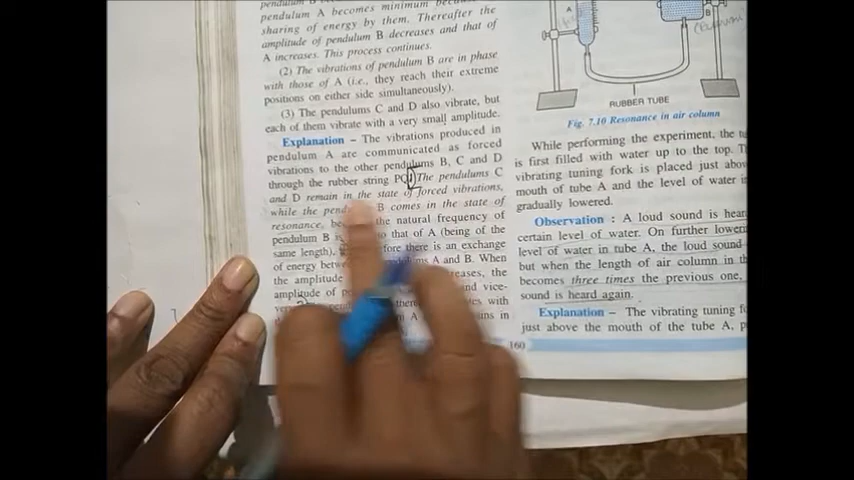 pendulum A becomes minimum because
sharing of energy by them. Thereafter the
amplitude of pendulum B decreases and that of
A increases. This process continues.
(2) The vibrations of pendulum B are in phase
with those of A (i.e., they reach their extreme
positions on either side simultaneously).
(3) The pendulums C and D also vibrate, but
each of them vibrate with a very small amplitude.
Explanation – The vibrations produced in
pendulum A are communicated as forced
vibrations to the other pendulums B, C and D
through the rubber string PQ. The pendulums C
and D remain in the state of forced vibrations,
while the B comes in the state of
resonance, the natural frequency of
pendulum B to that of A (being of the
same length). there is an exchange
of energy A and B. When
the amplitude the
amplitude of and vice-
with
in
160
A
B
RUBBER TUBE
Fig. 7.10 Resonance in air column
While performing the experiment, the
is first filled with water up to the top.
vibrating tuning fork is placed just
mouth of tube A and the level of water
gradually lowered.
Observation : A loud sound is
certain level of water. On further
level of water in tube A, the loud sound
but when the length of air column in
becomes three times the previous one,
sound is heard again.
Explanation – The vibrating tuning
just above the mouth of the tube A,